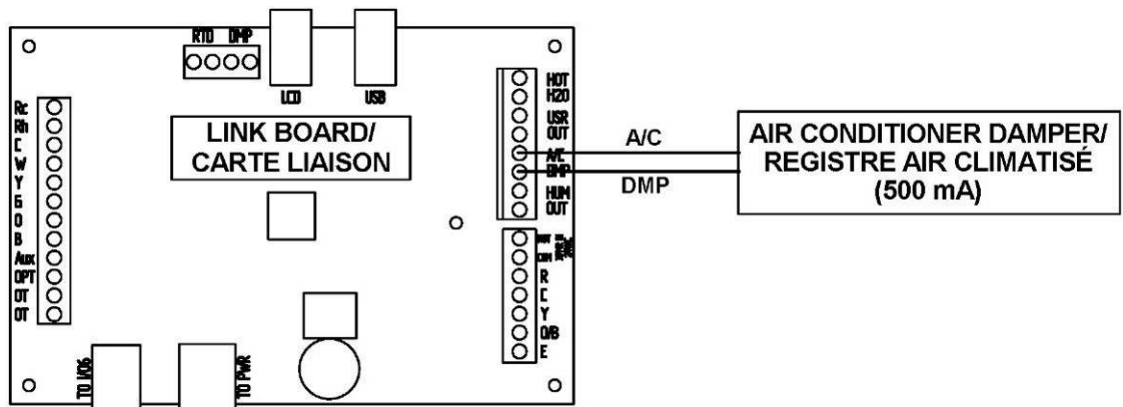 RTD DMP
LCD
USB
LINK BOARD/
CARTE LIAISON
Rc
Rh
C
W
Y
G
O
B
Aux
OPT
OT
OT
HOT
H2O
USR
OUT
A/C
DMP
HUM
OUT
R
C
Y
O/B
E
A/C
DMP
AIR CONDITIONER DAMPER/
REGISTRE AIR CLIMATISÉ
(500 mA)
TO I/O6
TO PWR